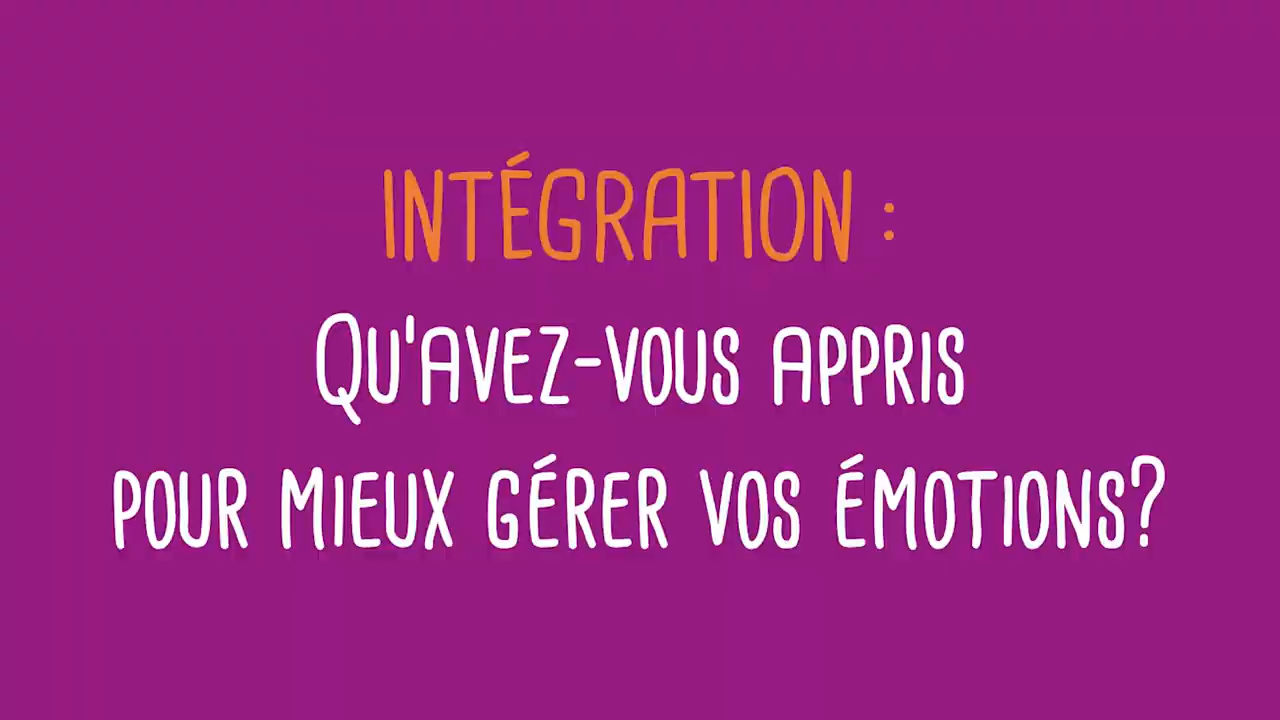 INTÉGRATION :
QU'AVEZ-VOUS APPRIS
POUR MIEUX GÉRER VOS ÉMOTIONS?